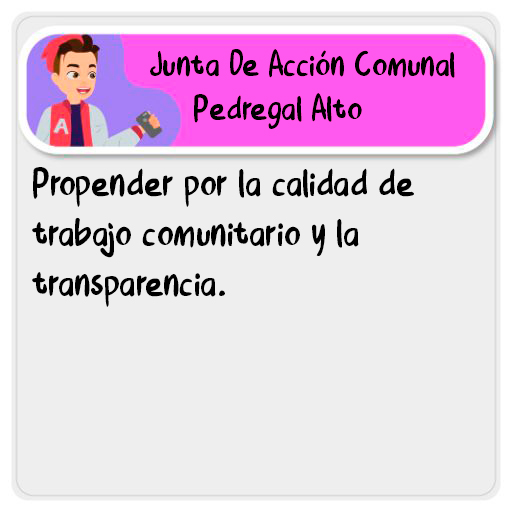 Junta De Acción Comunal
Pedregal Alto
A
Propender por la calidad de
trabajo comunitario y la
transparencia.